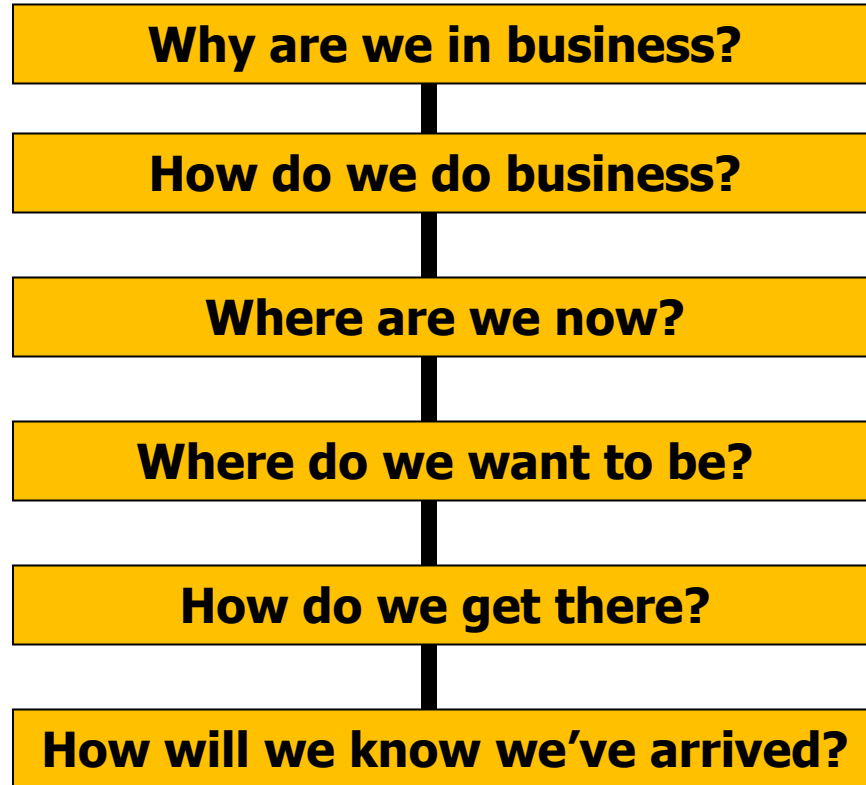 Why are we in business?
How do we do business?
Where are we now?
Where do we want to be?
How do we get there?
How will we know we’ve arrived?